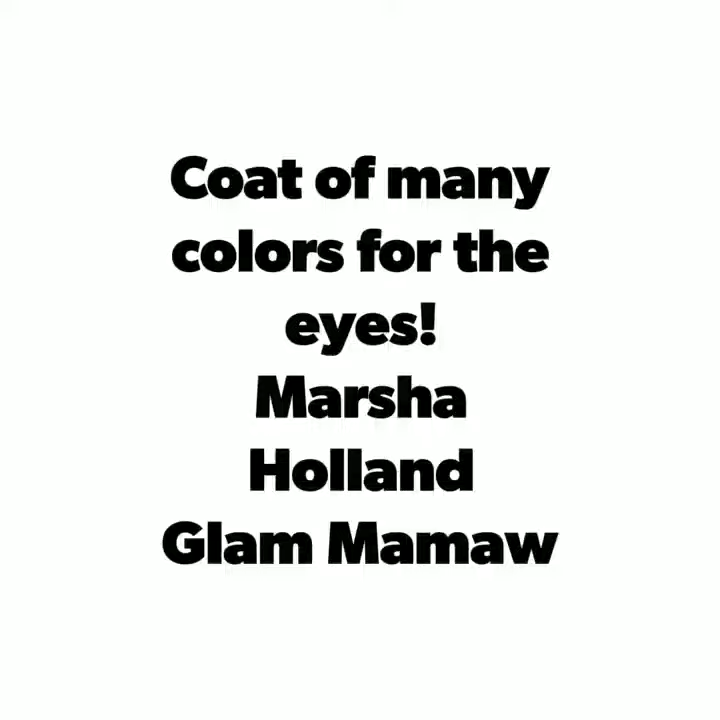 Coat of many
colors for the
eyes!
Marsha
Holland
Glam Mamaw